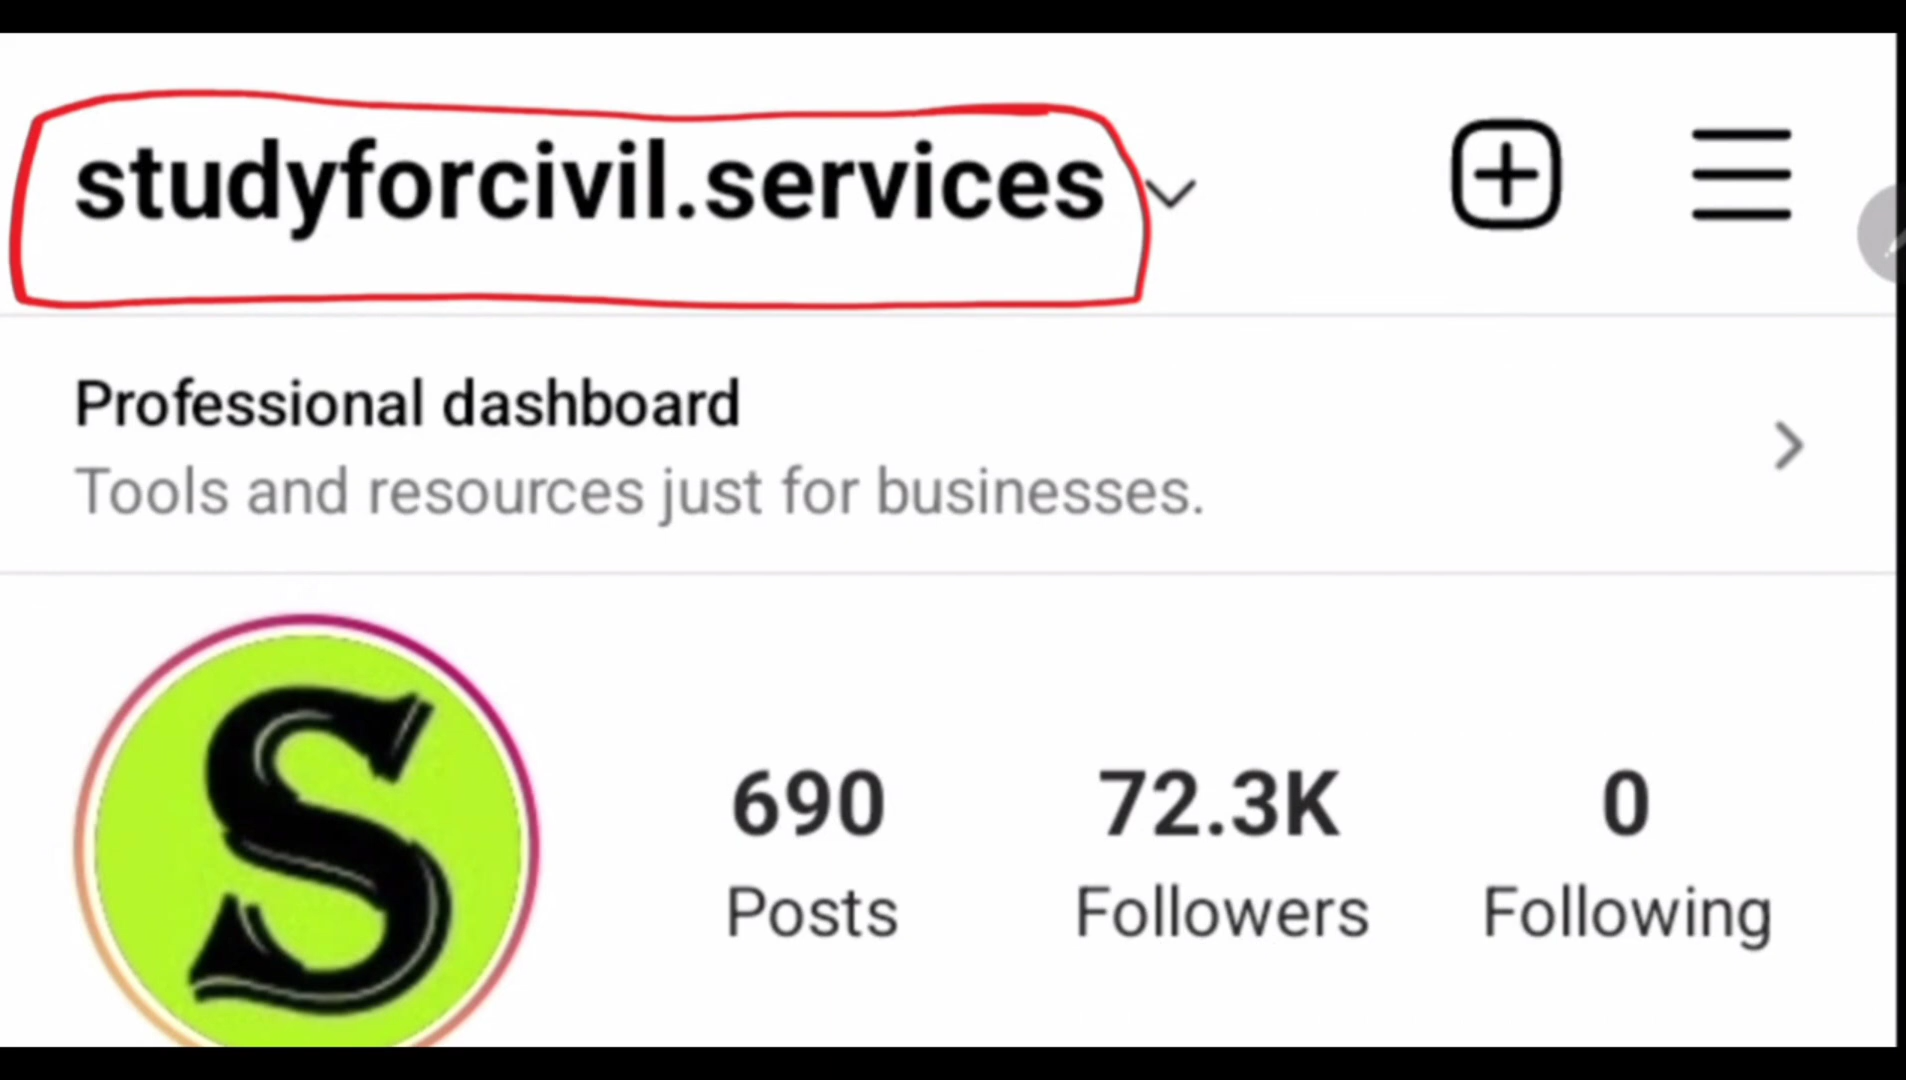 studyforcivil.services
Professional dashboard
Tools and resources just for businesses.
S
690 72.3K 0
Posts Followers Following